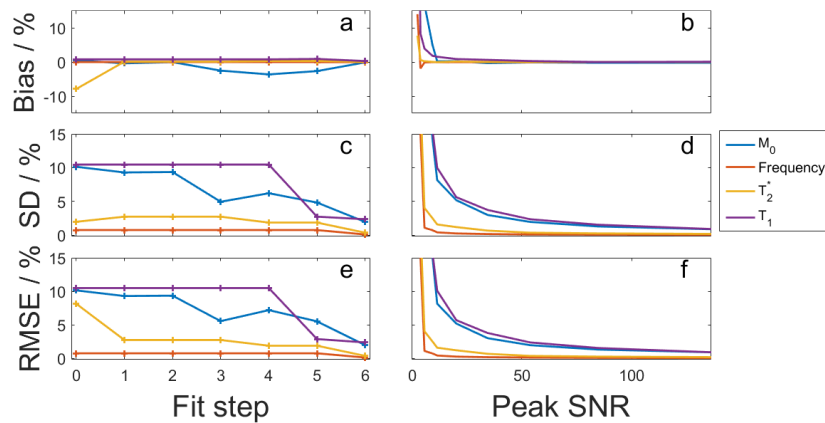 a
b
Bias / %
10
0
-10
c
d
SD / %
15
10
5
0
M0
Frequency
T2*
T1
e
f
RMSE / %
15
10
5
0
0 1 2 3 4 5 6
0 50 100
Fit step
Peak SNR